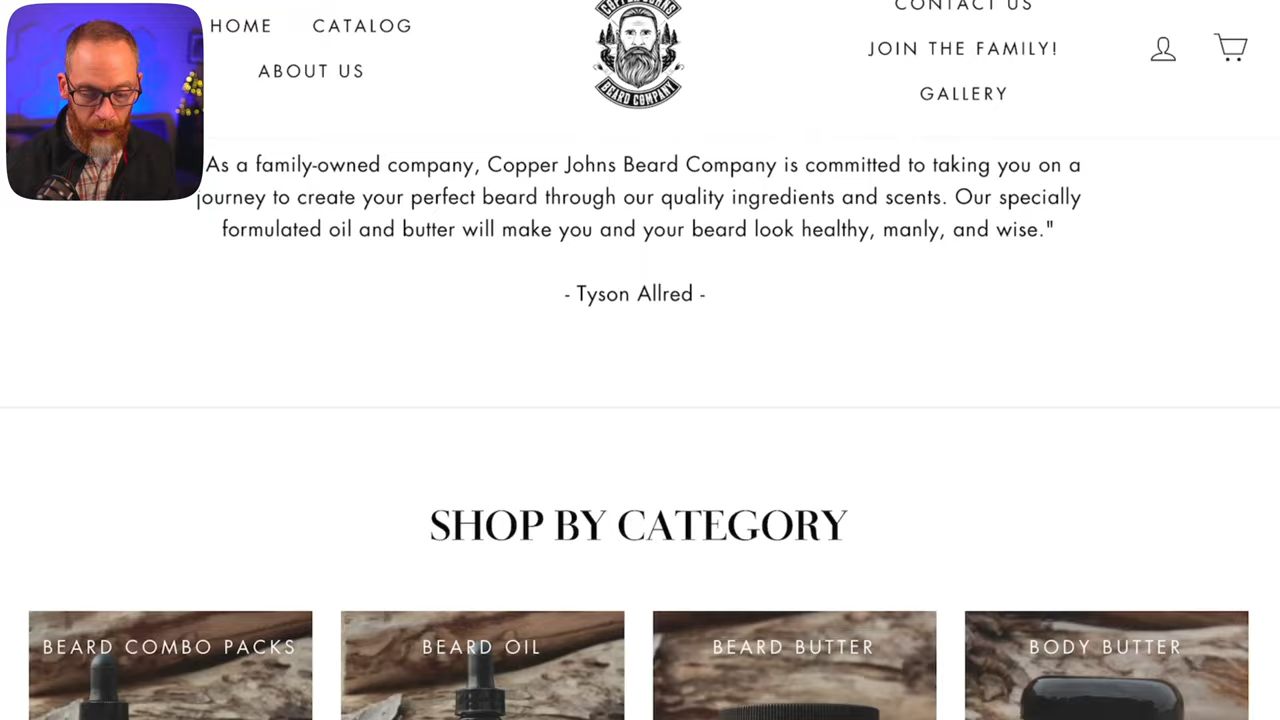 HOME CATALOG
ABOUT US
BEARD COMPANY
CONTACT US
JOIN THE FAMILY!
GALLERY
As a family-owned company, Copper Johns Beard Company is committed to taking you on a
journey to create your perfect beard through our quality ingredients and scents. Our specially
formulated oil and butter will make you and your beard look healthy, manly, and wise."
- Tyson Allred -
SHOP BY CATEGORY
BEARD COMBO PACKS
BEARD OIL
BEARD BUTTER
BODY BUTTER